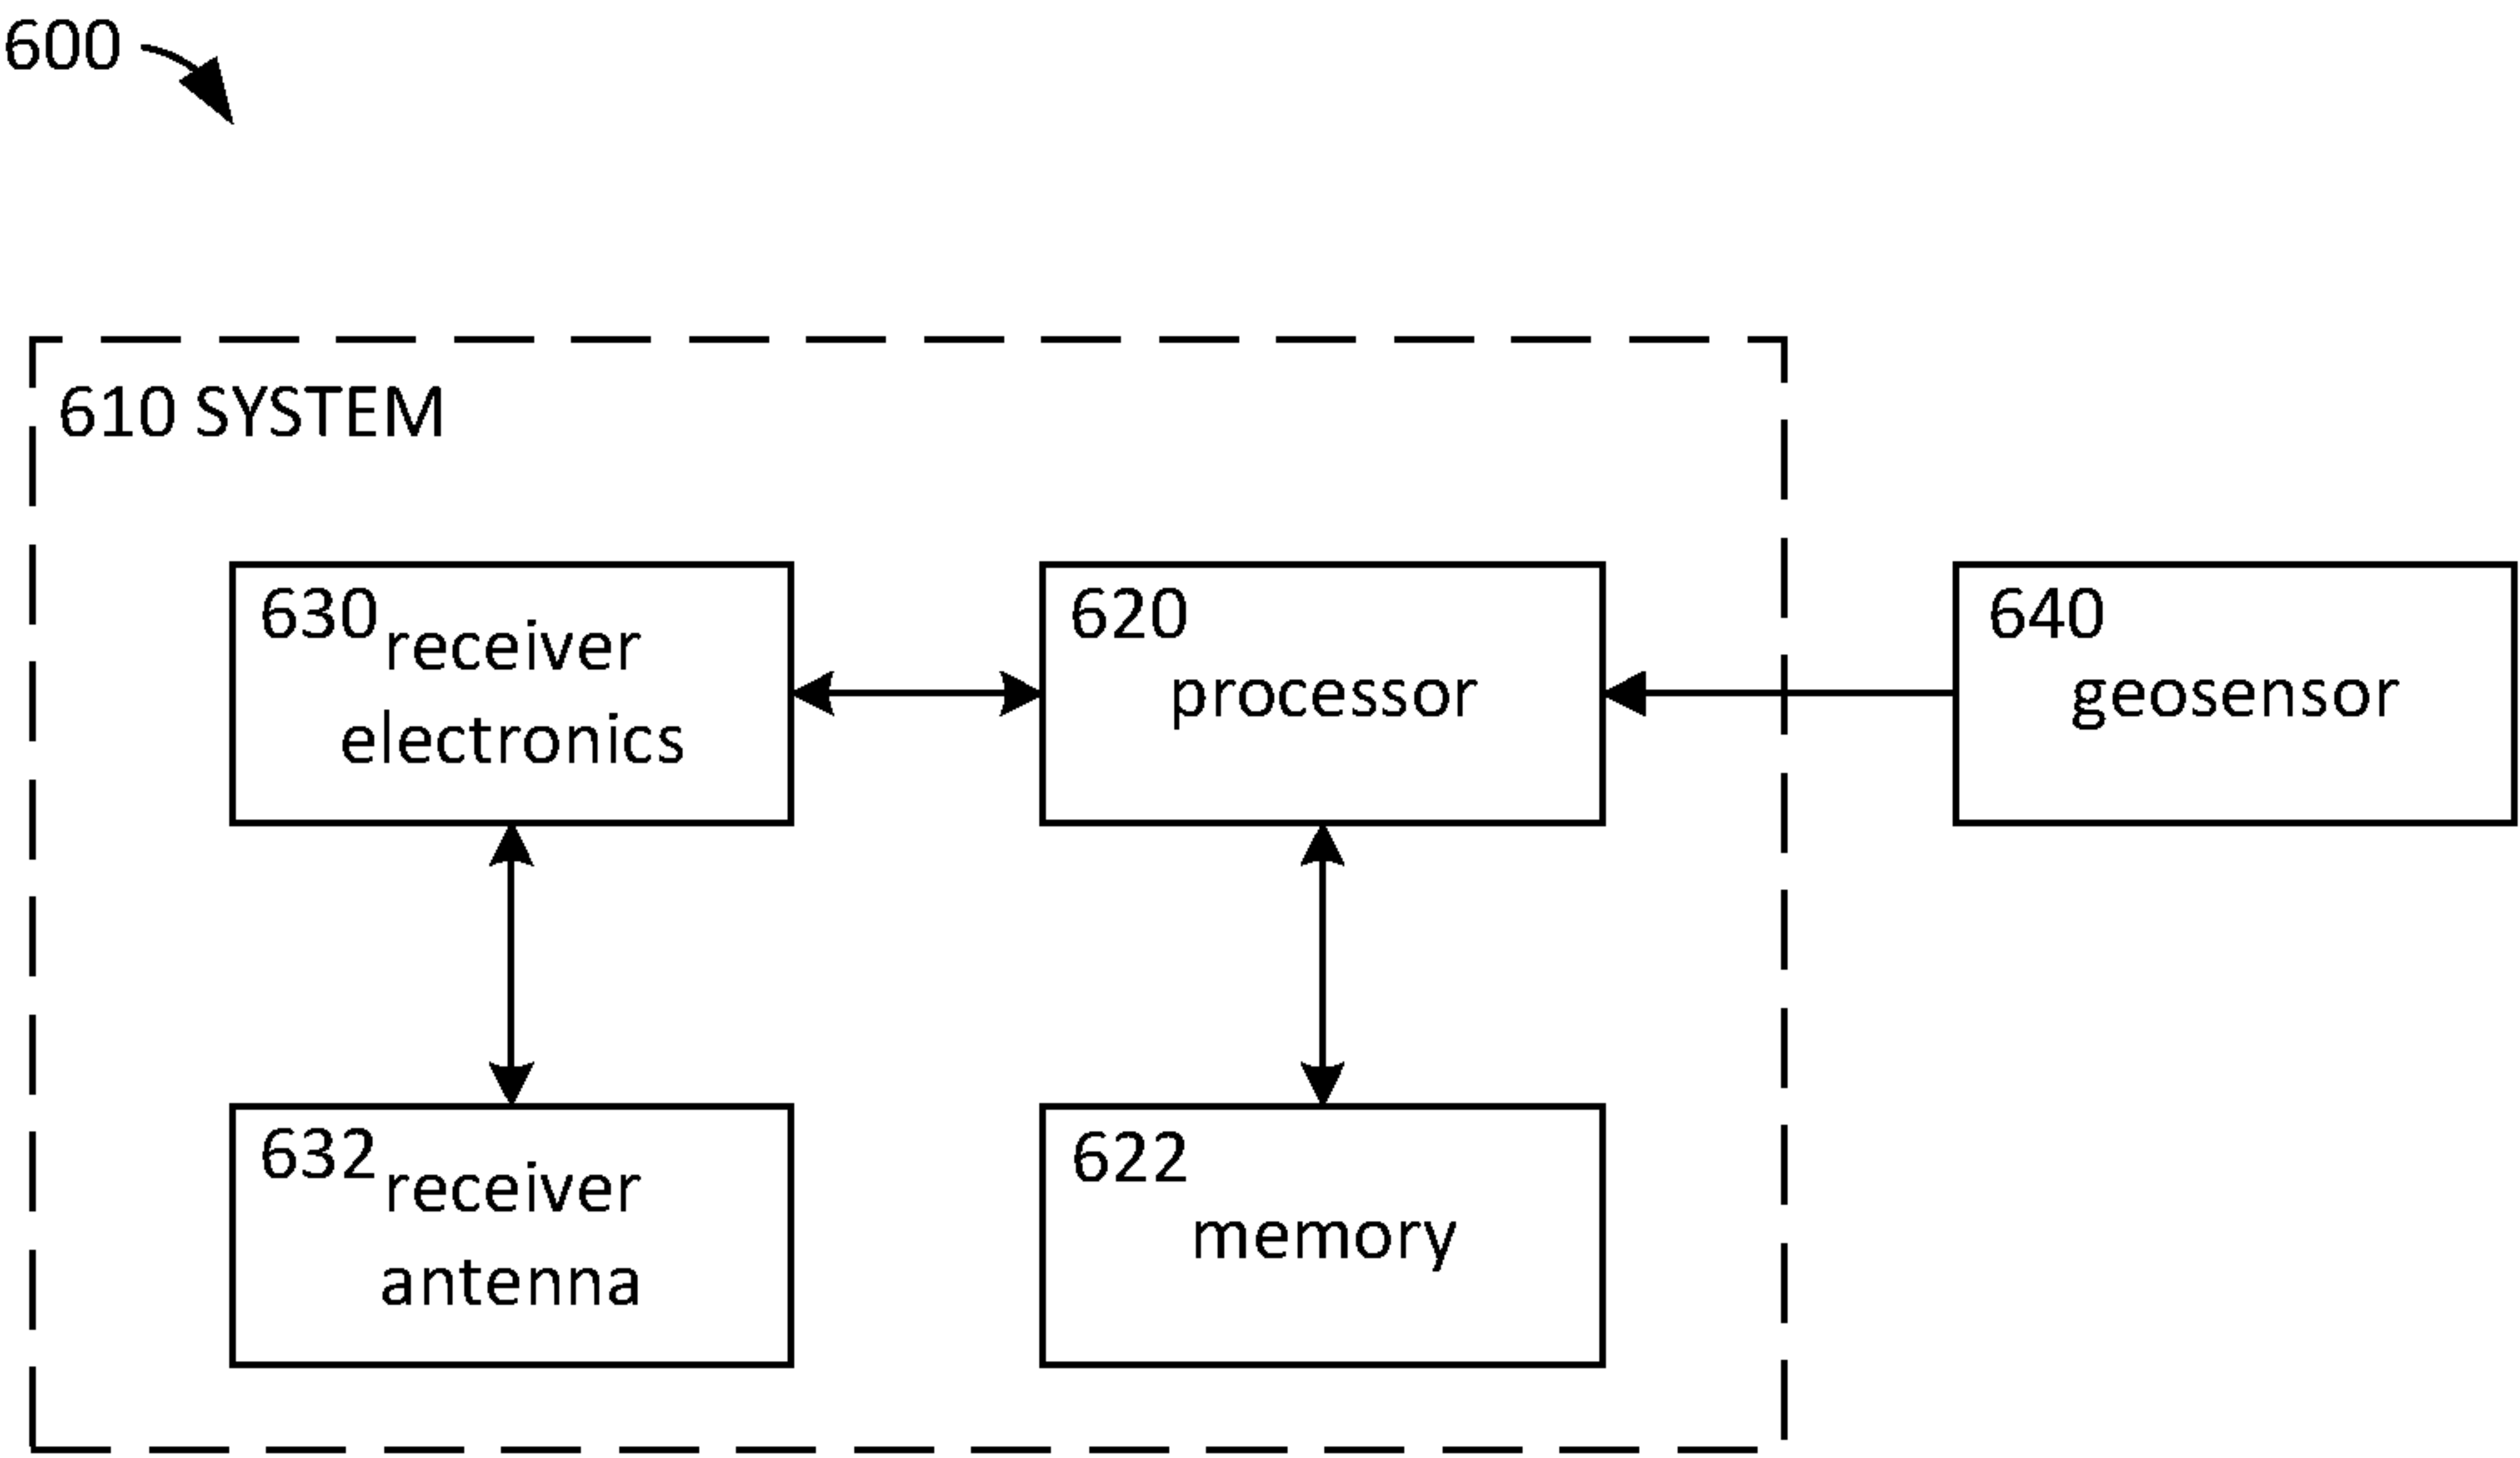 600
610 SYSTEM
630
receiver
electronics
620
processor
640
geosensor
632
receiver
antenna
622
memory